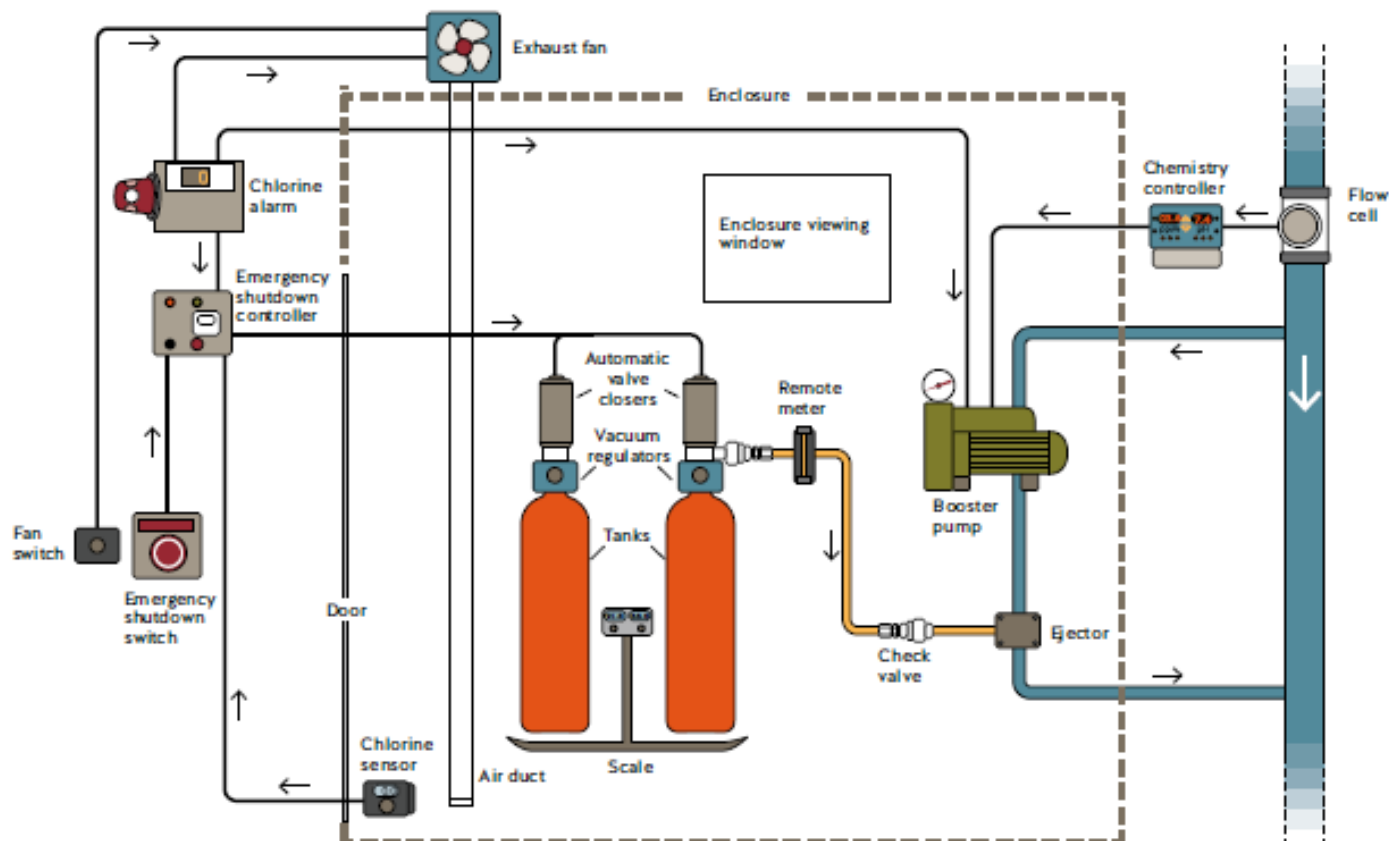 Exhaust fan
Enclosure
Chlorine
alarm
Enclosure viewing
window
Chemistry
controller
Flow
cell
Emergency
shutdown
controller
Automatic
valve
closers
Remote
meter
Vacuum
regulators
Booster
pump
Fan
switch
Tanks
Emergency
shutdown
switch
Door
Ejector
Check
valve
Chlorine
sensor
Air duct
Scale